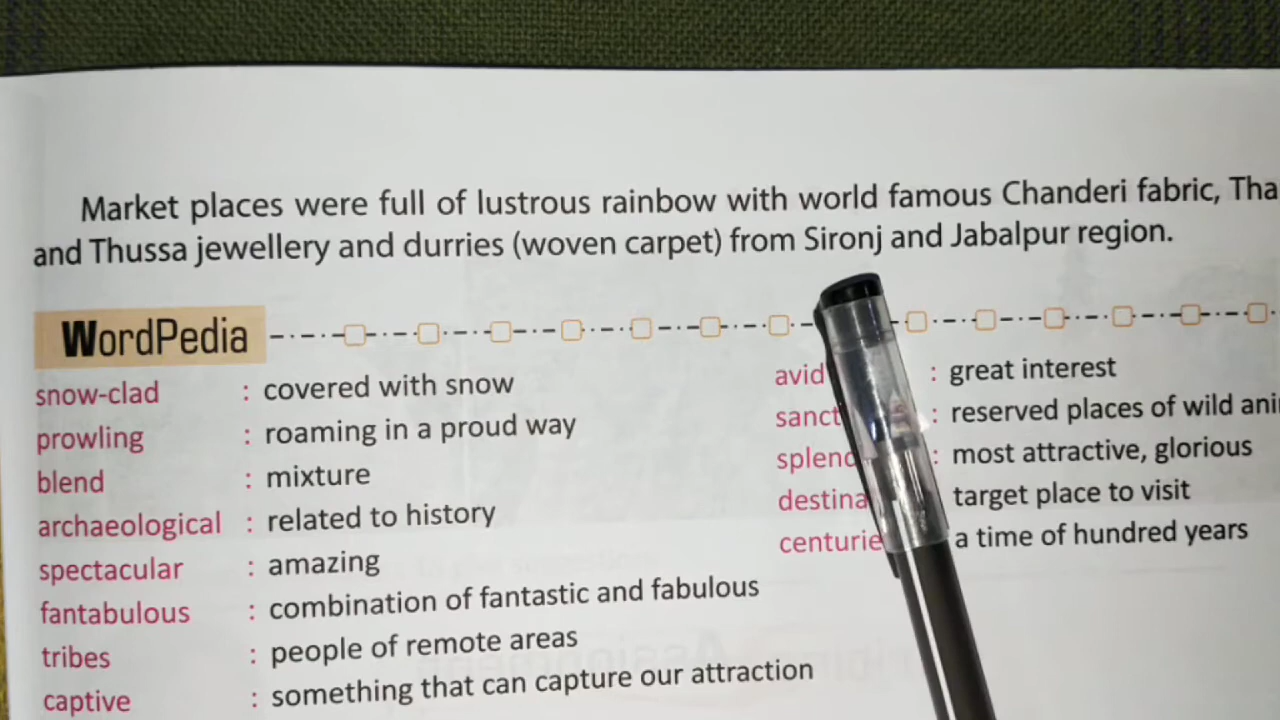 Market places were full of lustrous rainbow with world famous Chanderi fabric,
and Thussa jewellery and durries (woven carpet) from Sironj and Jabalpur region.
WordPedia
snow-clad : covered with snow
prowling : roaming in a proud way
blend : mixture
archaeological : related to history
spectacular : amazing
fantabulous : combination of fantastic and fabulous
tribes : people of remote areas
captive : something that can capture our attraction
avid : great interest
: reserved places of wild
: most attractive, glorious
target place to visit
a time of hundred years